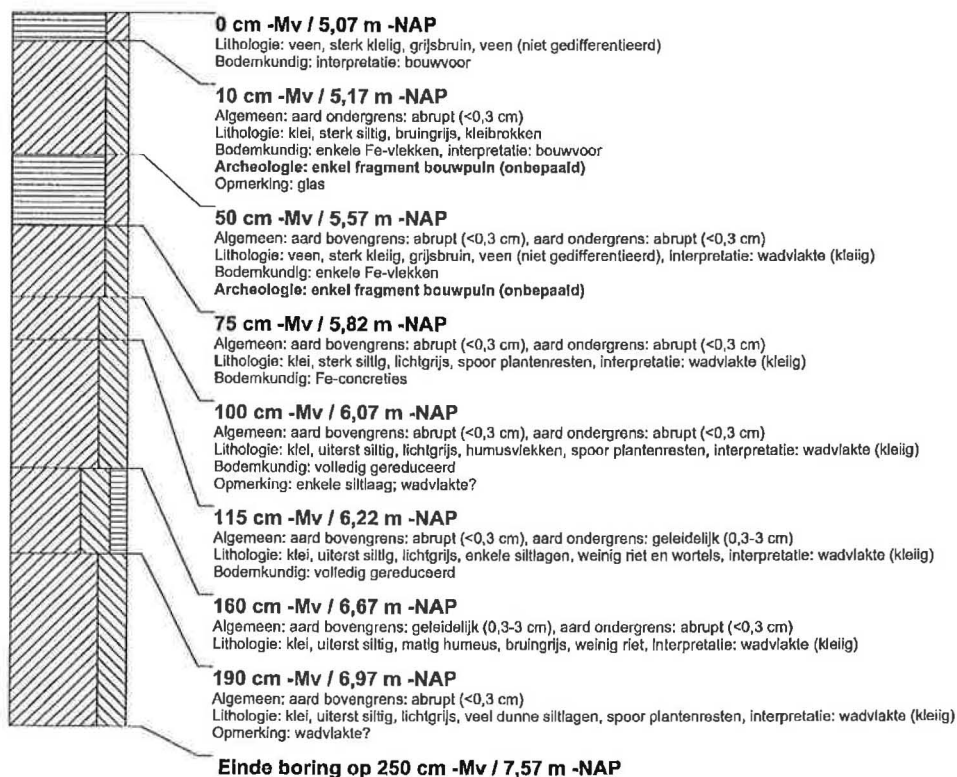 0 cm -Mv / 5,07 m -NAP
Lithologie: veen, sterk kleiig, grijsbruin, veen (niet gedifferentieerd)
Bodemkundig: interpretatie: bouwvoor
10 cm -Mv / 5,17 m -NAP
Algemeen: aard ondergrens: abrupt (<0,3 cm)
Lithologie: klei, sterk siltig, bruingrijs, kleibrokken
Bodemkundig: enkele Fe-vlekken, interpretatie: bouwvoor
Archeologie: enkel fragment bouwpuin (onbepaald)
Opmerking: glas
50 cm -Mv / 5,57 m -NAP
Algemeen: aard bovengrens: abrupt (<0,3 cm), aard ondergrens: abrupt (<0,3 cm)
Lithologie: veen, sterk kleiig, grijsbruin, veen (niet gedifferentieerd), interpretatie: wadvlakte (kleiig)
Bodemkundig: enkele Fe-vlekken
Archeologie: enkel fragment bouwpuin (onbepaald)
75 cm -Mv / 5,82 m -NAP
Algemeen: aard bovengrens: abrupt (<0,3 cm), aard ondergrens: abrupt (<0,3 cm)
Lithologie: klei, sterk siltig, lichtgrijs, spoor plantenresten, interpretatie: wadvlakte (kleiig)
Bodemkundig: Fe-concreties
100 cm -Mv / 6,07 m -NAP
Algemeen: aard bovengrens: abrupt (<0,3 cm), aard ondergrens: abrupt (<0,3 cm)
Lithologie: klei, uiterst siltig, lichtgrijs, humusvlekken, spoor plantenresten, interpretatie: wadvlakte (kleiig)
Bodemkundig: volledig gereduceerd
Opmerking: enkele siltlaag; wadvlakte?
115 cm -Mv / 6,22 m -NAP
Algemeen: aard bovengrens: abrupt (<0,3 cm), aard ondergrens: geleidelijk (0,3-3 cm)
Lithologie: klei, uiterst siltig, lichtgrijs, enkele siltlagen, weinig riet en wortels, interpretatie: wadvlakte (kleiig)
Bodemkundig: volledig gereduceerd
160 cm -Mv / 6,67 m -NAP
Algemeen: aard bovengrens: geleidelijk (0,3-3 cm), aard ondergrens: abrupt (<0,3 cm)
Lithologie: klei, uiterst siltig, matig humeus, bruingrijs, weinig riet, interpretatie: wadvlakte (kleiig)
190 cm -Mv / 6,97 m -NAP
Algemeen: aard bovengrens: abrupt (<0,3 cm)
Lithologie: klei, uiterst siltig, lichtgrijs, veel dunne siltlagen, spoor plantenresten, interpretatie: wadvlakte (kleiig)
Opmerking: wadvlakte?
Einde boring op 250 cm -Mv / 7,57 m -NAP